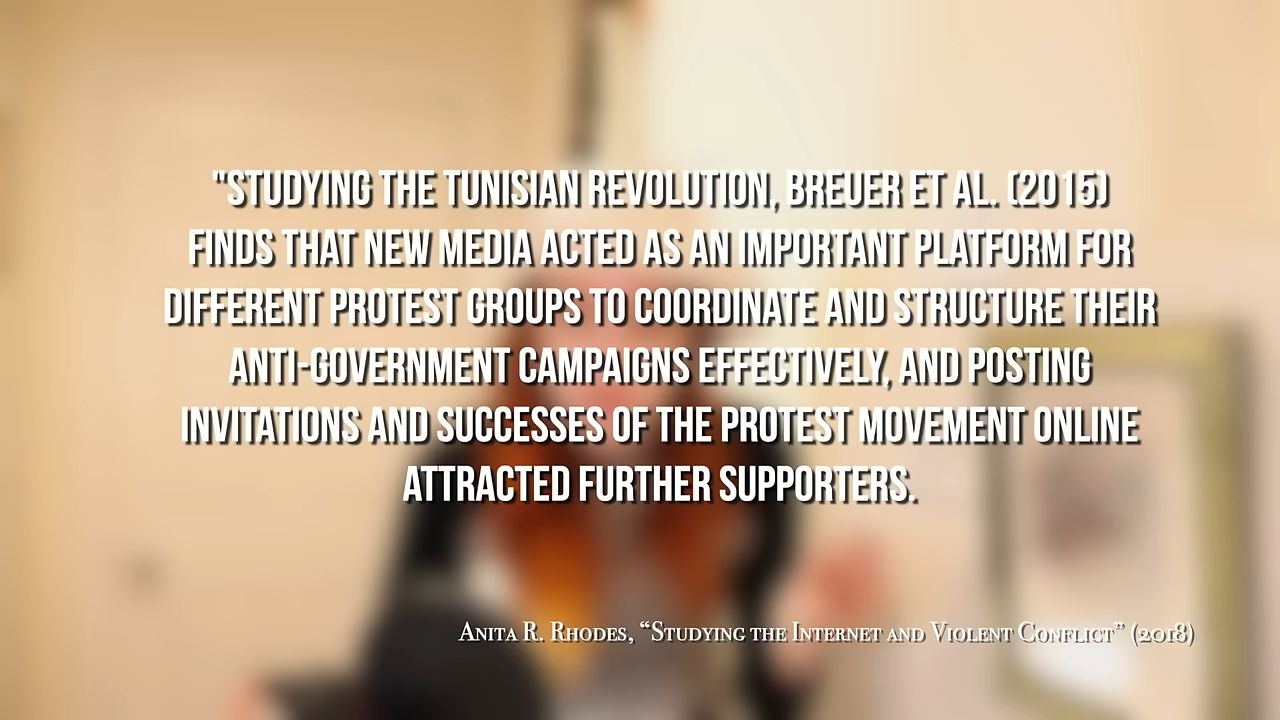 "STUDYING THE TUNISIAN REVOLUTION, BREUER ET AL. (2015)
FINDS THAT NEW MEDIA ACTED AS AN IMPORTANT PLATFORM FOR
DIFFERENT PROTEST GROUPS TO COORDINATE AND STRUCTURE THEIR
ANTI-GOVERNMENT CAMPAIGNS EFFECTIVELY, AND POSTING
INVITATIONS AND SUCCESSES OF THE PROTEST MOVEMENT ONLINE
ATTRACTED FURTHER SUPPORTERS.
Anita R. Rhodes, “Studying the Internet and Violent Conflict” (2018)